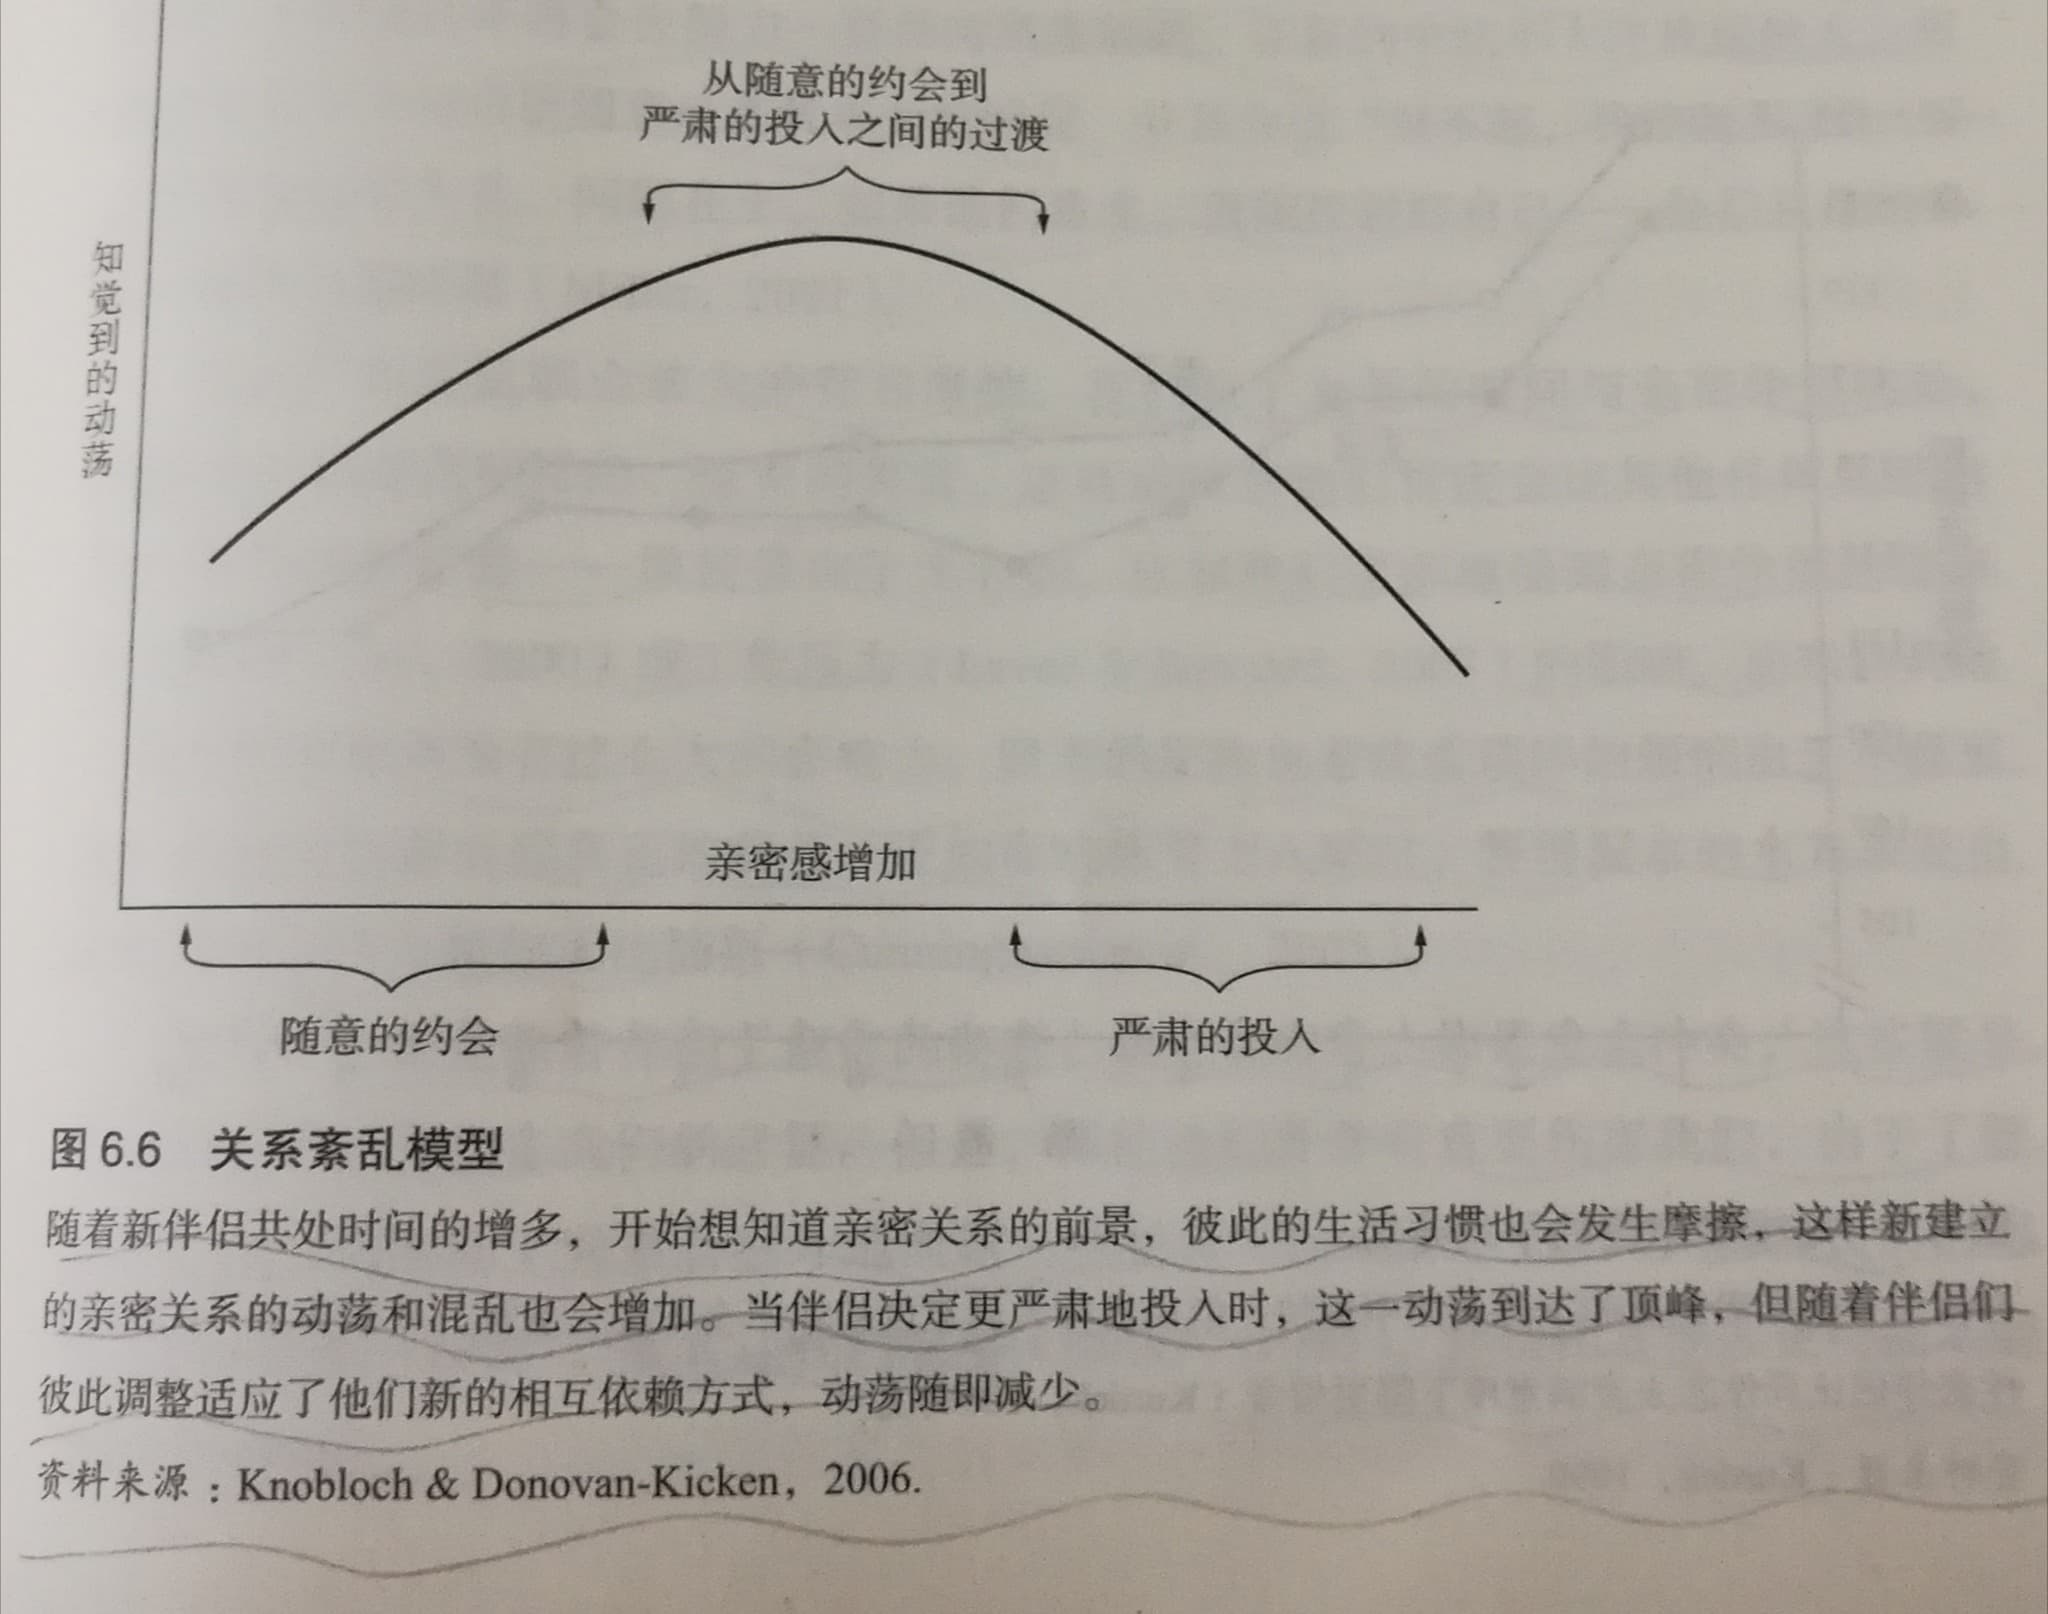 从随意的约会到
严肃的投入之间的过渡
知觉到的动荡
亲密感增加
随意的约会
严肃的投入
图 6.6 关系紊乱模型
随着新伴侣共处时间的增多，开始想知道亲密关系的前景，彼此的生活习惯也会发生摩擦，这样新建立
的亲密关系的动荡和混乱也会增加。当伴侣决定更严肃地投入时，这一动荡到达了顶峰，但随着伴侣们
彼此调整适应了他们新的相互依赖方式，动荡随即减少。
资料来源：Knobloch & Donovan-Kicken，2006.